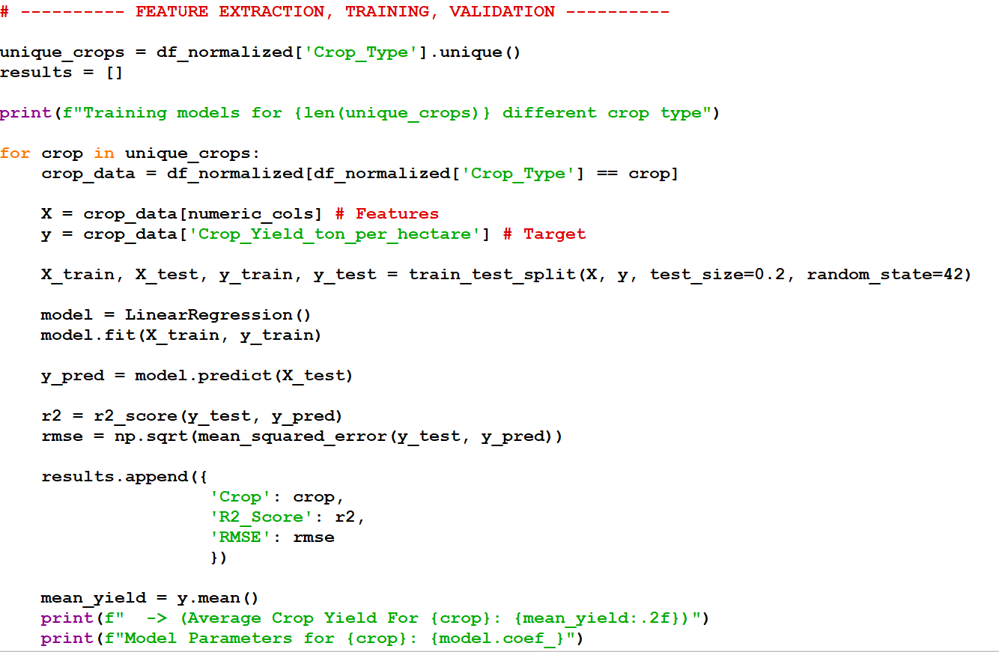 # ---------- FEATURE EXTRACTION, TRAINING, VALIDATION ----------
unique_crops = df_normalized['Crop_Type'].unique()
results = []
print(f"Training models for {len(unique_crops)} different crop type")
for crop in unique_crops:
    crop_data = df_normalized[df_normalized['Crop_Type'] == crop]
    X = crop_data[numeric_cols] # Features
    y = crop_data['Crop_Yield_ton_per_hectare'] # Target
    X_train, X_test, y_train, y_test = train_test_split(X, y, test_size=0.2, random_state=42)
    model = LinearRegression()
    model.fit(X_train, y_train)
    y_pred = model.predict(X_test)
    r2 = r2_score(y_test, y_pred)
    rmse = np.sqrt(mean_squared_error(y_test, y_pred))
    results.append({
                    'Crop': crop,
                    'R2_Score': r2,
                    'RMSE': rmse
                    })
    mean_yield = y.mean()
    print(f"  -> (Average Crop Yield For {crop}: {mean_yield:.2f})")
    print(f"Model Parameters for {crop}: {model.coef_}")